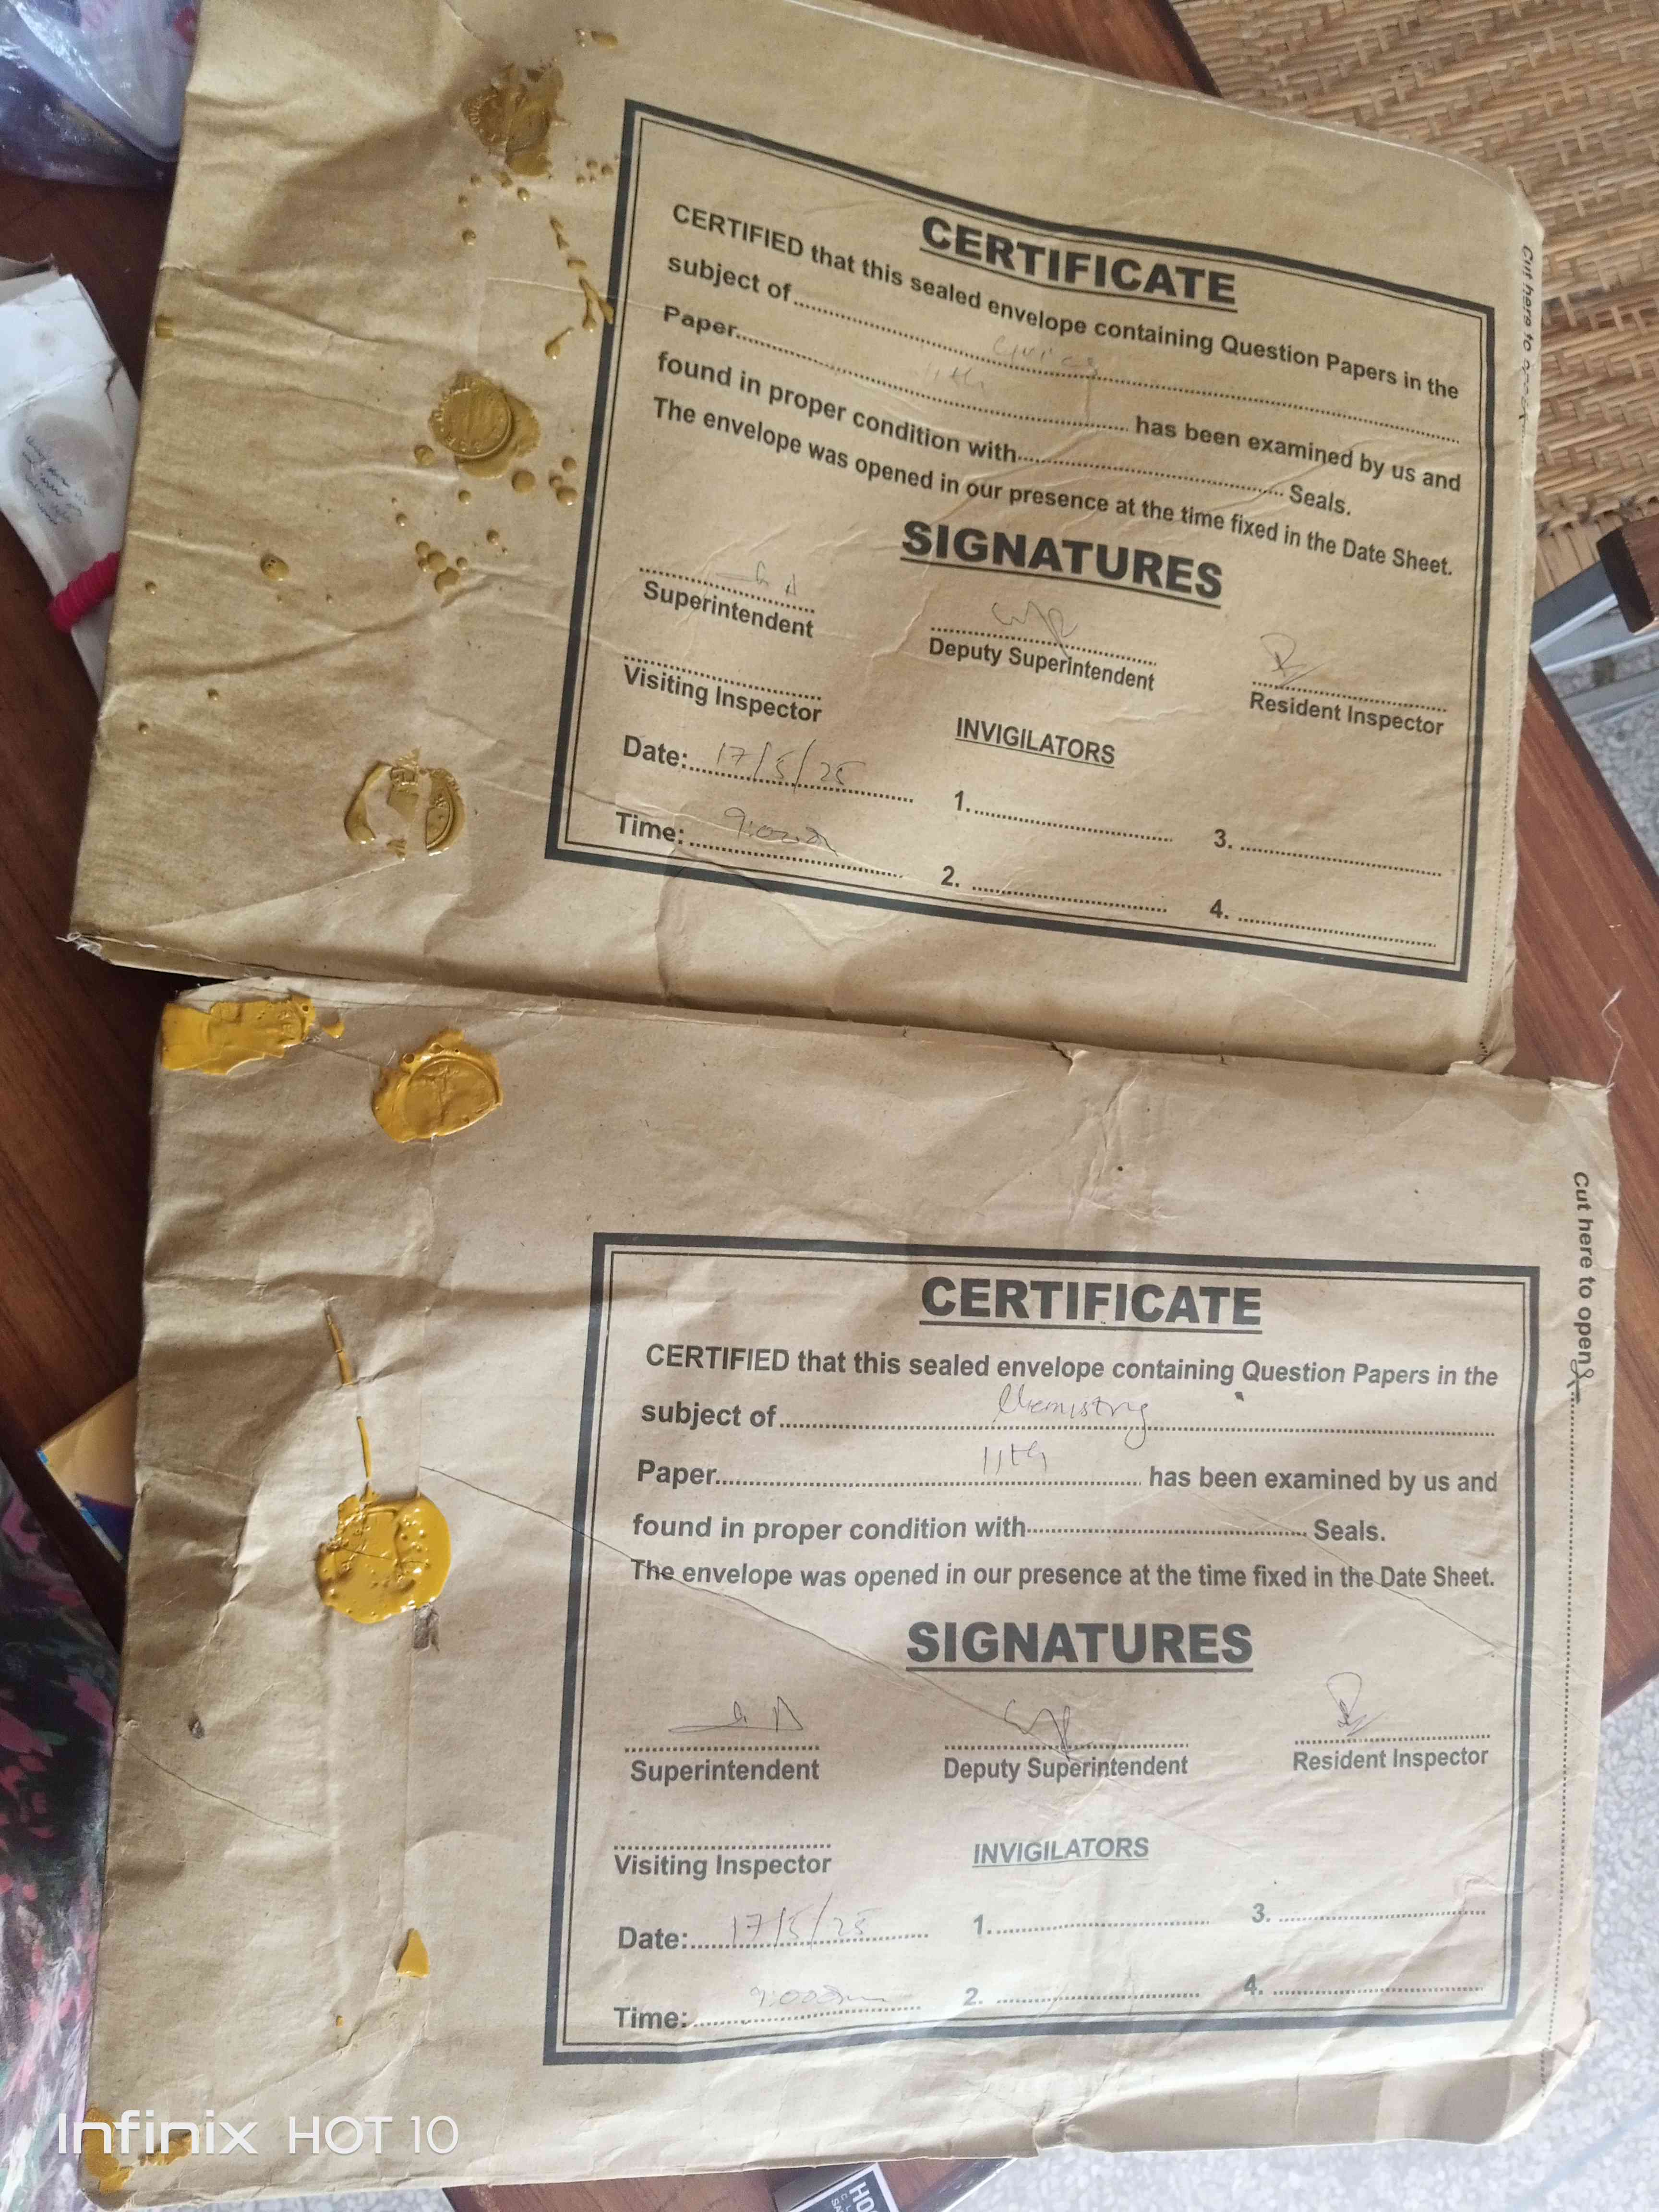 Cut here to open
CERTIFICATE
CERTIFIED that this sealed envelope containing Question Papers in the
subject of civics
Paper 11th has been examined by us and
found in proper condition with Seals.
The envelope was opened in our presence at the time fixed in the Date Sheet.
SIGNATURES
Superintendent Deputy Superintendent Resident Inspector
Visiting Inspector INVIGILATORS
Date: 17/5/25 1. 3.
Time: 2. 4.
Cut here to open
CERTIFICATE
CERTIFIED that this sealed envelope containing Question Papers in the
subject of Chemistry
Paper 11th has been examined by us and
found in proper condition with Seals.
The envelope was opened in our presence at the time fixed in the Date Sheet.
SIGNATURES
Superintendent Deputy Superintendent Resident Inspector
Visiting Inspector INVIGILATORS
Date: 17/5/25 1. 3.
Time: 9:00am 2. 4.
Infinix HOT 10